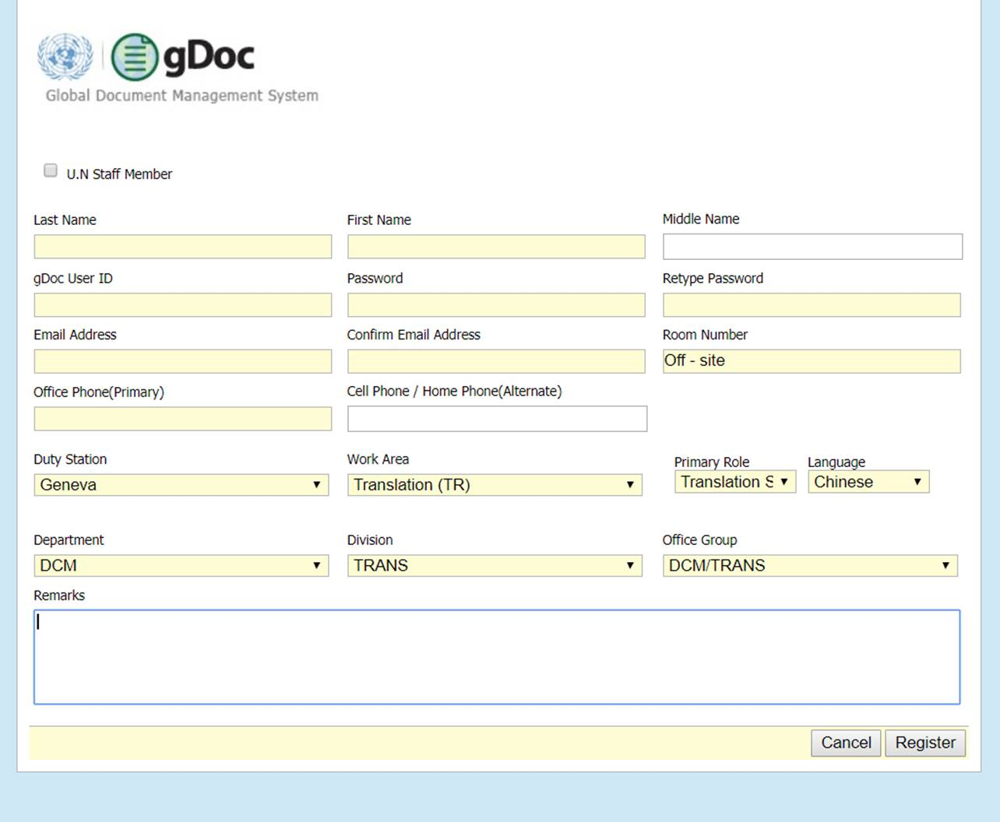 gDoc
Global Document Management System
U.N Staff Member
Last Name
First Name
Middle Name
gDoc User ID
Password
Retype Password
Email Address
Confirm Email Address
Room Number
Off - site
Office Phone(Primary)
Cell Phone / Home Phone(Alternate)
Duty Station
Work Area
Primary Role
Language
Geneva
Translation (TR)
Translation S
Chinese
Department
Division
Office Group
DCM
TRANS
DCM/TRANS
Remarks
Cancel
Register